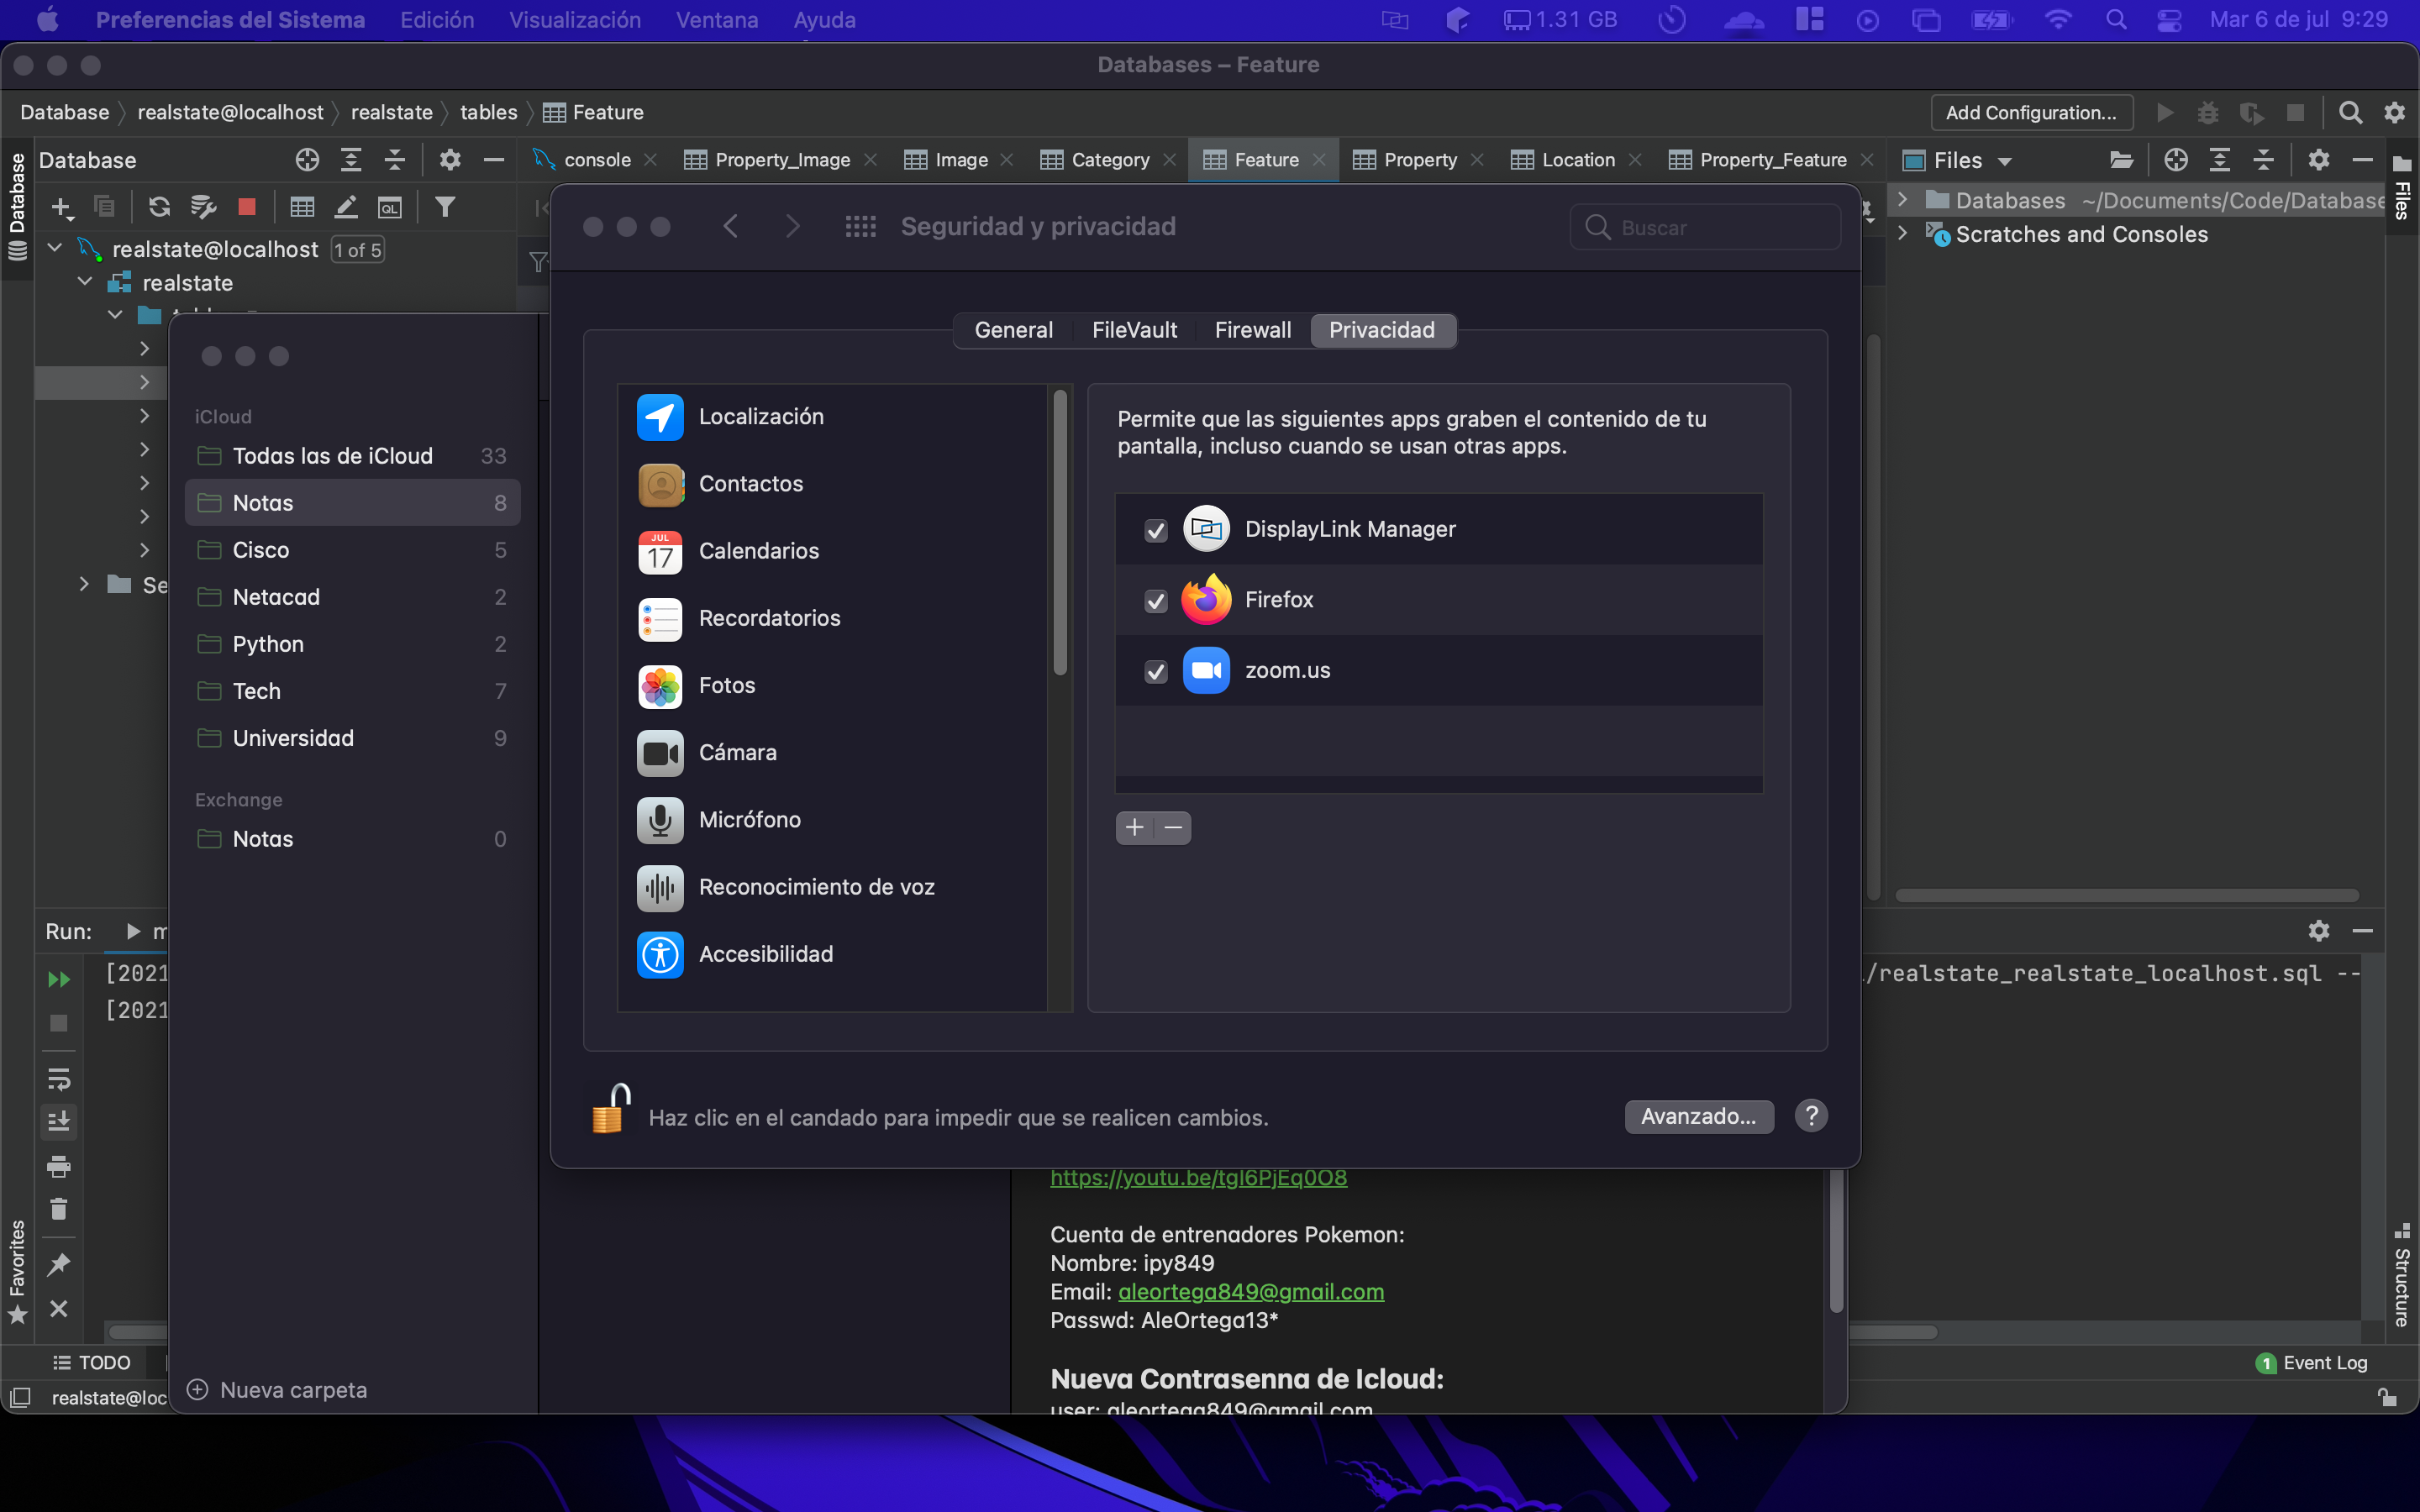 Preferencias del Sistema Edición Visualización Ventana Ayuda 1.31 GB Mar 6 de jul 9:29
Databases – Feature
Database realstate@localhost realstate tables Feature Add Configuration...
Database
Database
console Property_Image Image Category Feature Property Location Property_Feature
Files
Files
QL
realstate@localhost 1 of 5
realstate
Databases ~/Documents/Code/Database
Scratches and Consoles
Se
Seguridad y privacidad
Buscar
General FileVault Firewall Privacidad
Localización
Contactos
JUL
17
Calendarios
Recordatorios
Fotos
Cámara
Micrófono
Reconocimiento de voz
Accesibilidad
Permite que las siguientes apps graben el contenido de tu
pantalla, incluso cuando se usan otras apps.
DisplayLink Manager
Firefox
zoom.us
Haz clic en el candado para impedir que se realicen cambios.
Avanzado... ?
iCloud
Todas las de iCloud 33
Notas 8
Cisco 5
Netacad 2
Python 2
Tech 7
Universidad 9
Exchange
Notas 0
Nueva carpeta
Run: m
[2021
[2021
/realstate_realstate_localhost.sql --
https://youtu.be/tgl6PjEq0O8
Cuenta de entrenadores Pokemon:
Nombre: ipy849
Email: aleortega849@gmail.com
Passwd: AleOrtega13*
Nueva Contrasenna de Icloud:
user: aleortega849@gmail.com
Favorites
Structure
TODO
1 Event Log
realstate@loc